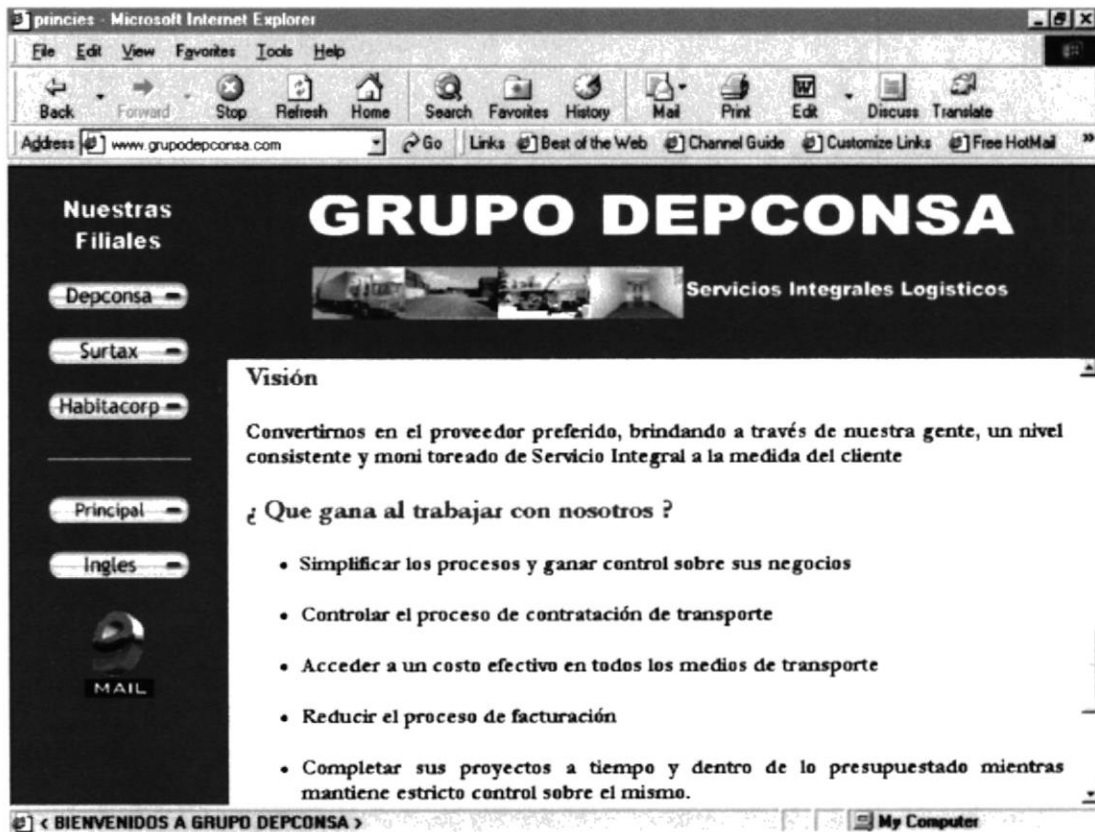 princies - Microsoft Internet Explorer
File Edit View Favorites Tools Help
Back Forward Stop Refresh Home Search Favorites History Mail Print Edit Discuss Translate
Address www.grupodepconsa.com Go Links Best of the Web Channel Guide Customize Links Free HotMail »
Nuestras
Filiales
Depconsa
Surtax
Habitacorp
Principal
Ingles
MAIL
GRUPO DEPCONSA
Servicios Integrales Logisticos
Visión
Convertirnos en el proveedor preferido, brindando a través de nuestra gente, un nivel
consistente y moni toreado de Servicio Integral a la medida del cliente
¿ Que gana al trabajar con nosotros ?
• Simplificar los procesos y ganar control sobre sus negocios
• Controlar el proceso de contratación de transporte
• Acceder a un costo efectivo en todos los medios de transporte
• Reducir el proceso de facturación
• Completar sus proyectos a tiempo y dentro de lo presupuestado mientras
mantiene estricto control sobre el mismo.
< BIENVENIDOS A GRUPO DEPCONSA > My Computer